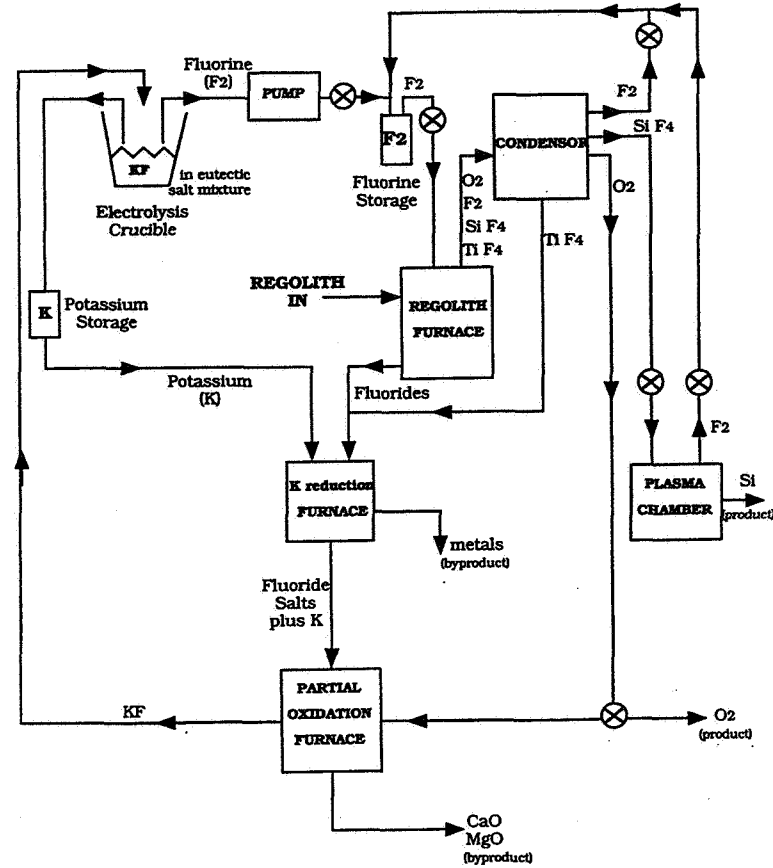 Fluorine
(F2)
PUMP
F2
F2
Fluorine
Storage
KF
in eutectic
salt mixture
Electrolysis
Crucible
CONDENSOR
F2
Si F4
O2
O2
F2
Si F4
Ti F4
Ti F4
REGOLITH
IN
REGOLITH
FURNACE
K
Potassium
Storage
Potassium
(K)
Fluorides
F2
K reduction
FURNACE
PLASMA
CHAMBER
Si
(product)
metals
(byproduct)
Fluoride
Salts
plus K
PARTIAL
OXIDATION
FURNACE
KF
O2
(product)
CaO
MgO
(byproduct)